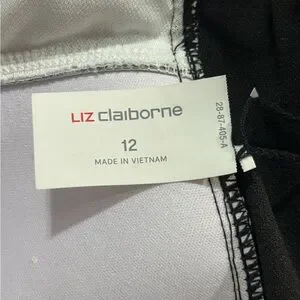 LIZ claiborne
12
MADE IN VIETNAM
28-87-405-A